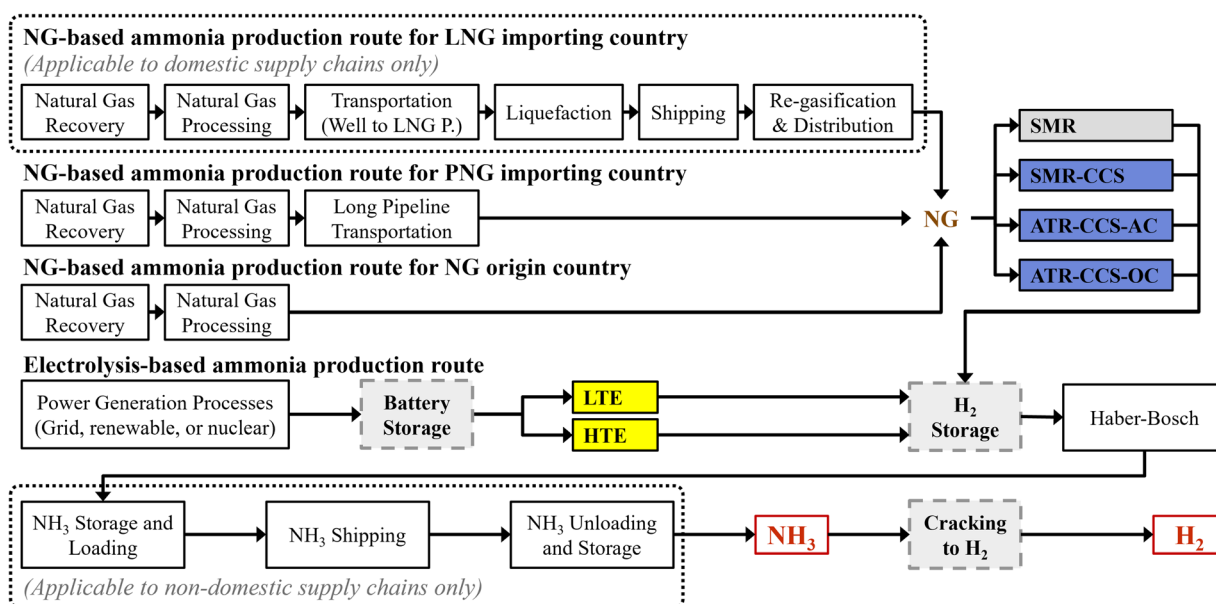 NG-based ammonia production route for LNG importing country
(Applicable to domestic supply chains only)
Natural Gas
Recovery
Natural Gas
Processing
Transportation
(Well to LNG P.)
Liquefaction
Shipping
Re-gasification
& Distribution
NG-based ammonia production route for PNG importing country
Natural Gas
Recovery
Natural Gas
Processing
Long Pipeline
Transportation
NG
SMR
SMR-CCS
ATR-CCS-AC
ATR-CCS-OC
NG-based ammonia production route for NG origin country
Natural Gas
Recovery
Natural Gas
Processing
Electrolysis-based ammonia production route
Power Generation Processes
(Grid, renewable, or nuclear)
Battery
Storage
LTE
HTE
H₂
Storage
Haber-Bosch
NH₃ Storage and
Loading
NH₃ Shipping
NH₃ Unloading
and Storage
NH₃
Cracking
to H₂
H₂
(Applicable to non-domestic supply chains only)